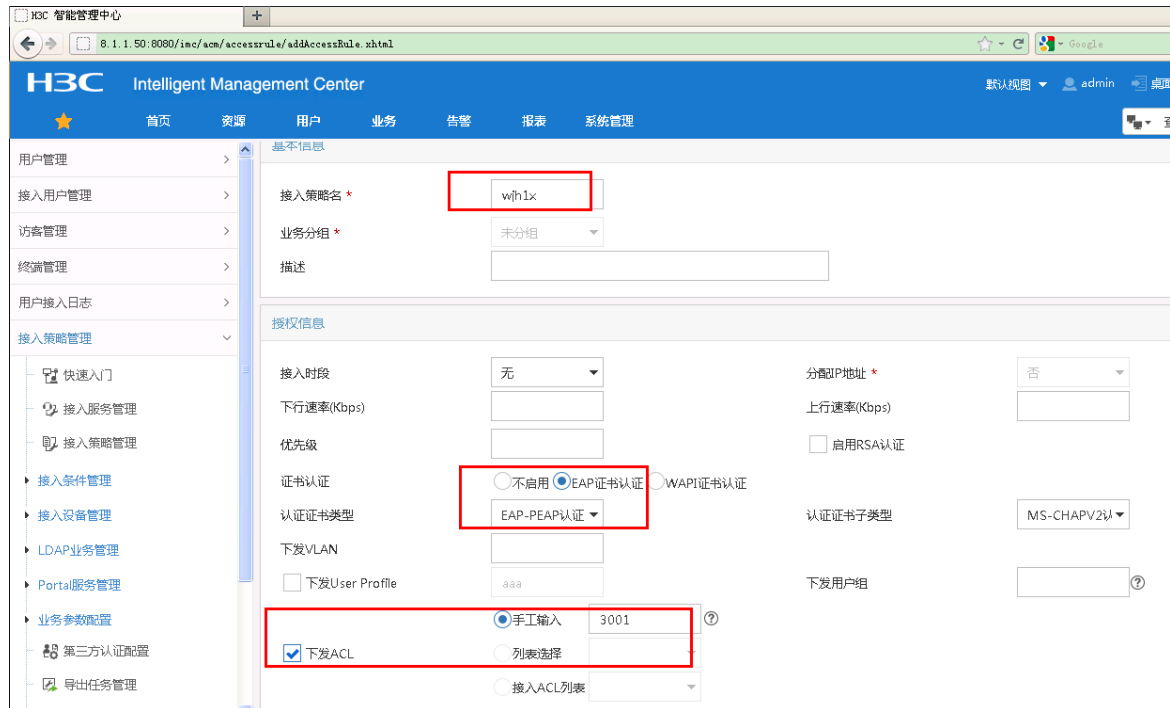 H3C 智能管理中心
8.1.1.50:8080/imc/acm/accessrule/addAccessRule.xhtml
Google
H3C Intelligent Management Center
默认视图 admin 桌面
首页 资源 用户 业务 告警 报表 系统管理
用户管理
接入用户管理
访客管理
终端管理
用户接入日志
接入策略管理
快速入门
接入服务管理
接入策略管理
接入条件管理
接入设备管理
LDAP业务管理
Portal服务管理
业务参数配置
第三方认证配置
导出任务管理
基本信息
接入策略名 * wjh1x
业务分组 * 未分组
描述
授权信息
接入时段 无 分配IP地址 * 否
下行速率(Kbps) 上行速率(Kbps)
优先级 启用RSA认证
证书认证 不启用 EAP证书认证 WAPI证书认证
认证证书类型 EAP-PEAP认证 认证证书子类型 MS-CHAPV2认
下发VLAN
下发User Profile aaa 下发用户组
手工输入 3001
下发ACL 列表选择
接入ACL列表